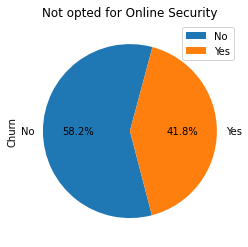 Not opted for Online Security
No
Yes
Churn
No
58.2%
41.8%
Yes